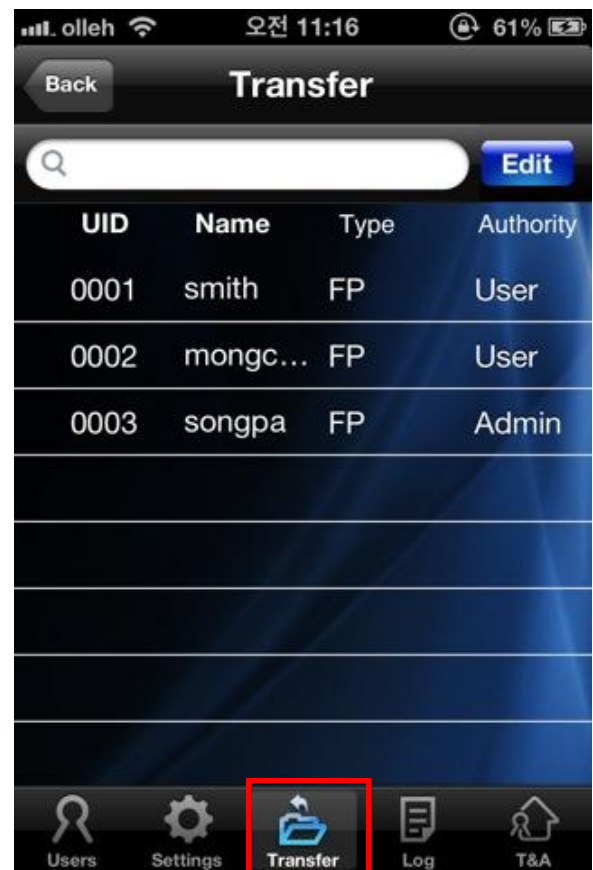 olleh 오전 11:16 61%
Back Transfer
Edit
UID Name Type Authority
0001 smith FP User
0002 mongc... FP User
0003 songpa FP Admin
Users Settings Transfer Log T&A